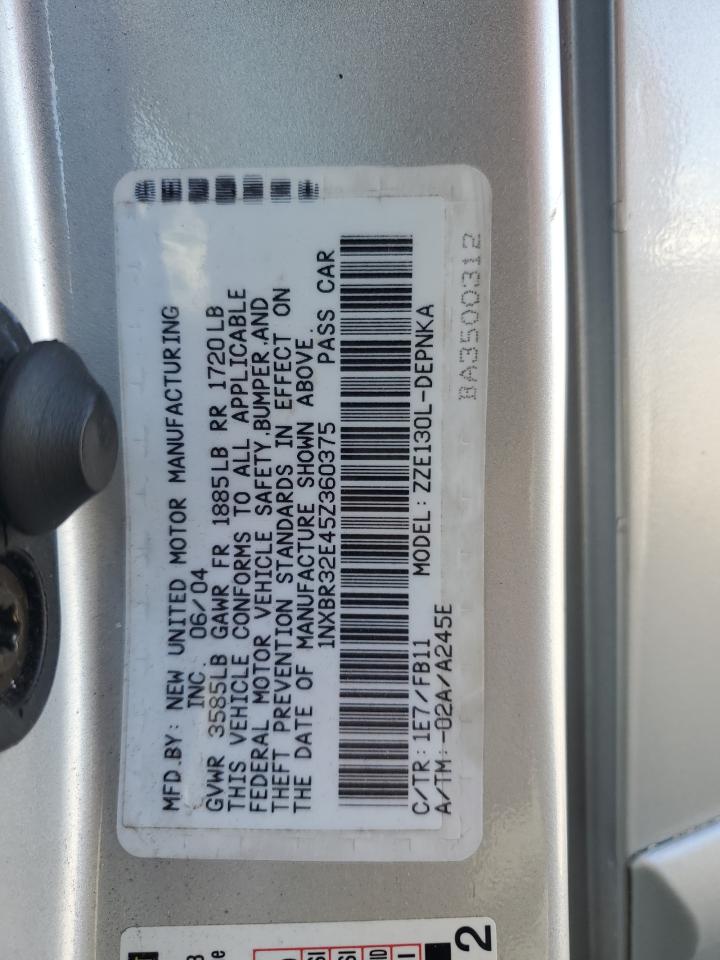 MFD.BY: NEW UNITED MOTOR MANUFACTURING
INC. 06/04
GVWR 3585LB GAWR FR 1885LB RR 1720LB
THIS VEHICLE CONFORMS TO ALL APPLICABLE
FEDERAL MOTOR VEHICLE SAFETY,BUMPER,AND
THEFT PREVENTION STANDARDS IN EFFECT ON
THE DATE OF MANUFACTURE SHOWN ABOVE.
1NXBR32E45Z360375 PASS CAR
C/TR:1E7/FB11 MODEL:ZZE130L-DEPNKA
A/TM:-02A/A245E
BA3500312
2